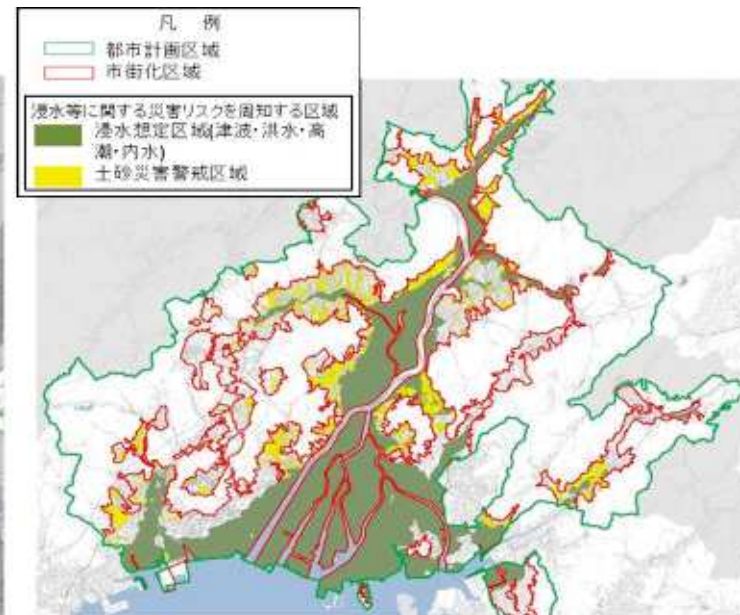 凡 例
都市計画区域
市街化区域
浸水等に関する災害リスクを周知する区域
浸水想定区域(津波・洪水・高
潮・内水)
土砂災害警戒区域